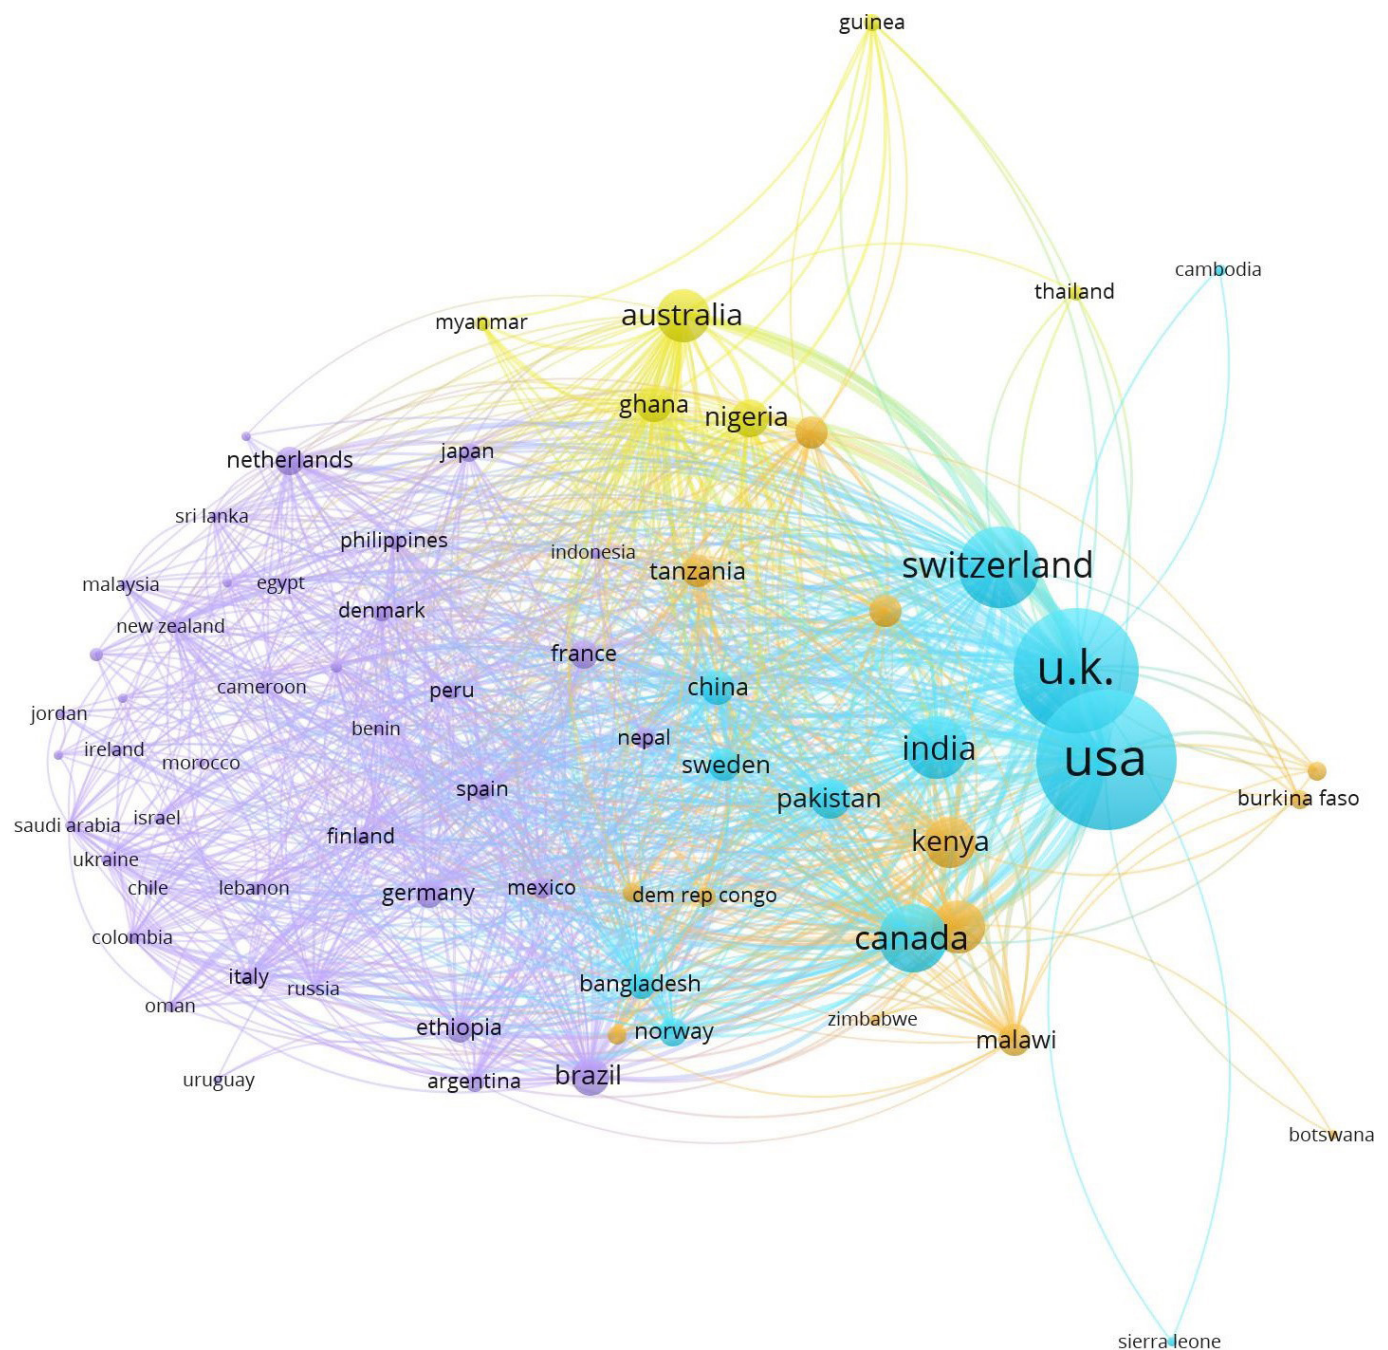 guinea
cambodia
thailand
australia
myanmar
ghana
nigeria
japan
netherlands
sri lanka
philippines
indonesia
switzerland
tanzania
malaysia
egypt
denmark
new zealand
france
u.k.
cameroon
peru
china
jordan
benin
nepal
ireland
morocco
india
usa
sweden
spain
pakistan
burkina faso
saudi arabia
israel
finland
kenya
ukraine
chile
lebanon
germany
mexico
dem rep congo
colombia
canada
italy
russia
bangladesh
oman
ethiopia
norway
zimbabwe
malawi
uruguay
argentina
brazil
botswana
sierra leone